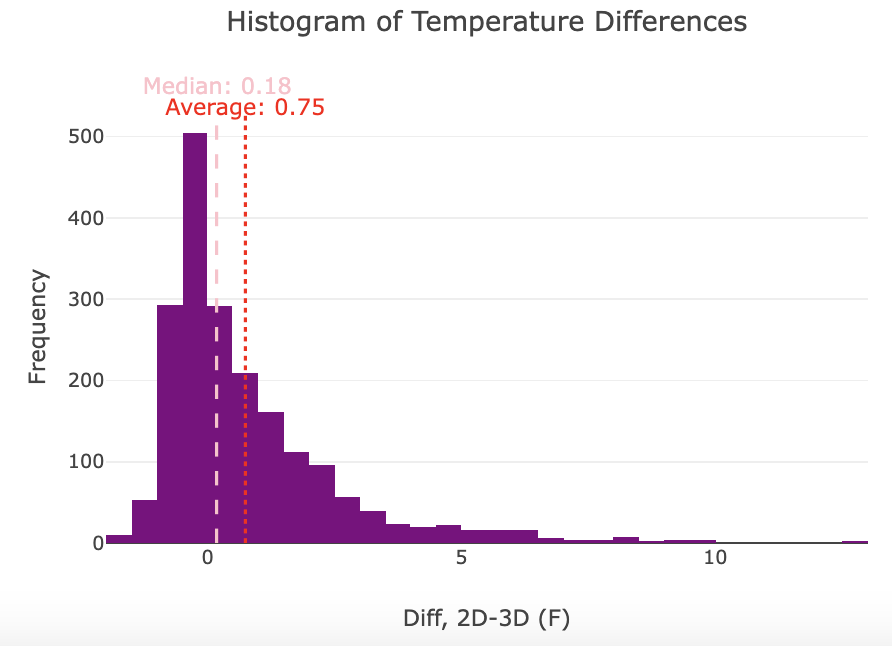 Histogram of Temperature Differences
Median: 0.18
Average: 0.75
500
400
300
200
100
0
Frequency
0 5 10
Diff, 2D-3D (F)